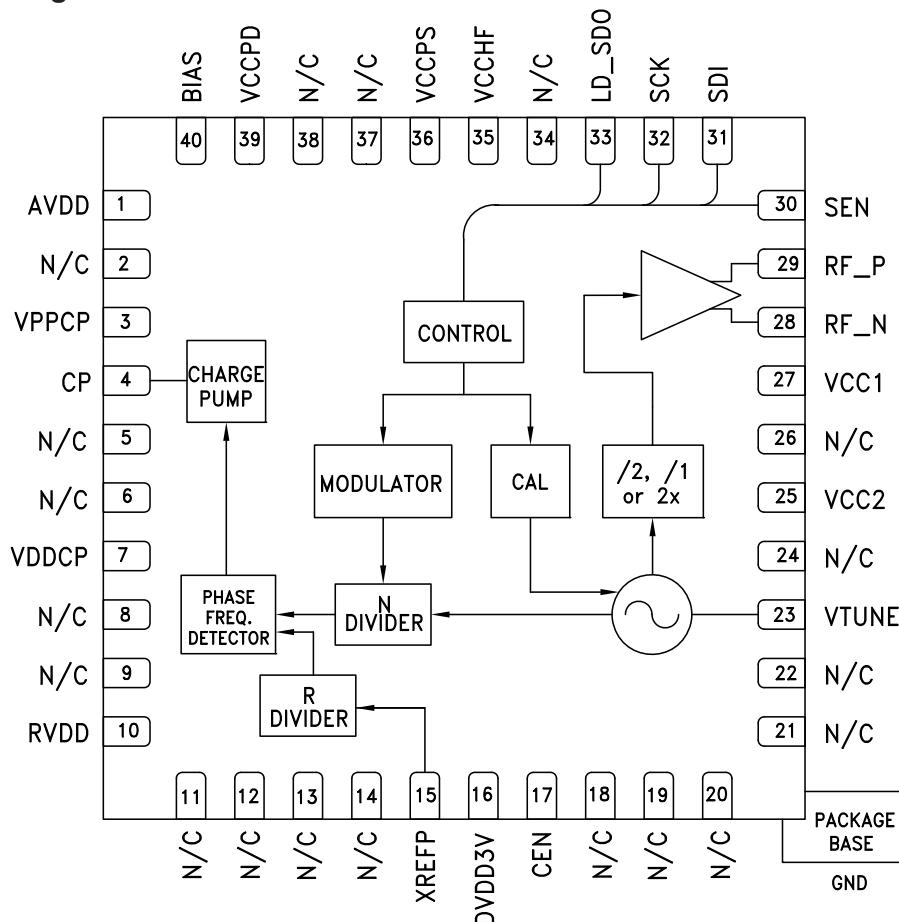 BIAS
VCCPD
N/C
N/C
VCCPS
VCCHF
N/C
LD_SDO
SCK
SDI
40
39
38
37
36
35
34
33
32
31
AVDD 1
N/C 2
VPPCP 3
CP 4
N/C 5
N/C 6
VDDCP 7
N/C 8
N/C 9
RVDD 10
30 SEN
29 RF_P
28 RF_N
27 VCC1
26 N/C
25 VCC2
24 N/C
23 VTUNE
22 N/C
21 N/C
CONTROL
CHARGE
PUMP
MODULATOR
CAL
/2, /1
or 2x
PHASE
FREQ.
DETECTOR
N
DIVIDER
R
DIVIDER
11
12
13
14
15
16
17
18
19
20
N/C
N/C
N/C
N/C
XREFP
DVDD3V
CEN
N/C
N/C
N/C
PACKAGE
BASE
GND